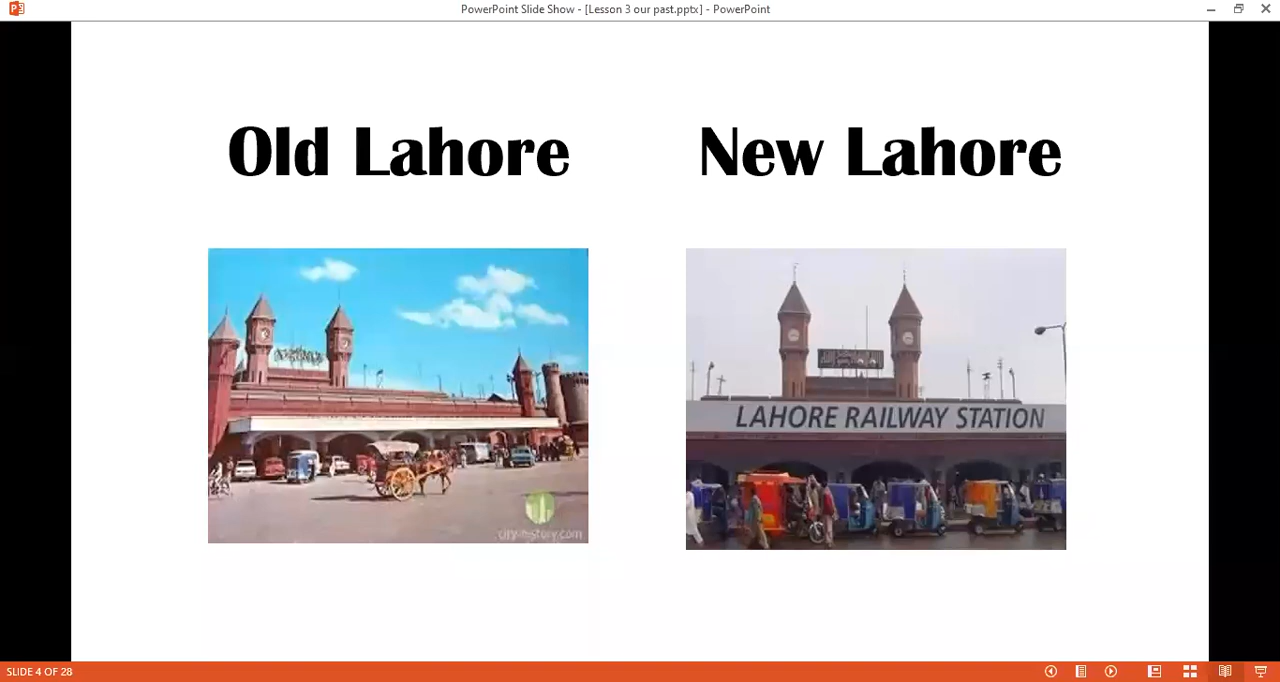 PowerPoint Slide Show - [Lesson 3 our past.pptx] - PowerPoint
Old Lahore
New Lahore
LAHORE RAILWAY STATION
city-history.com
SLIDE 4 OF 28